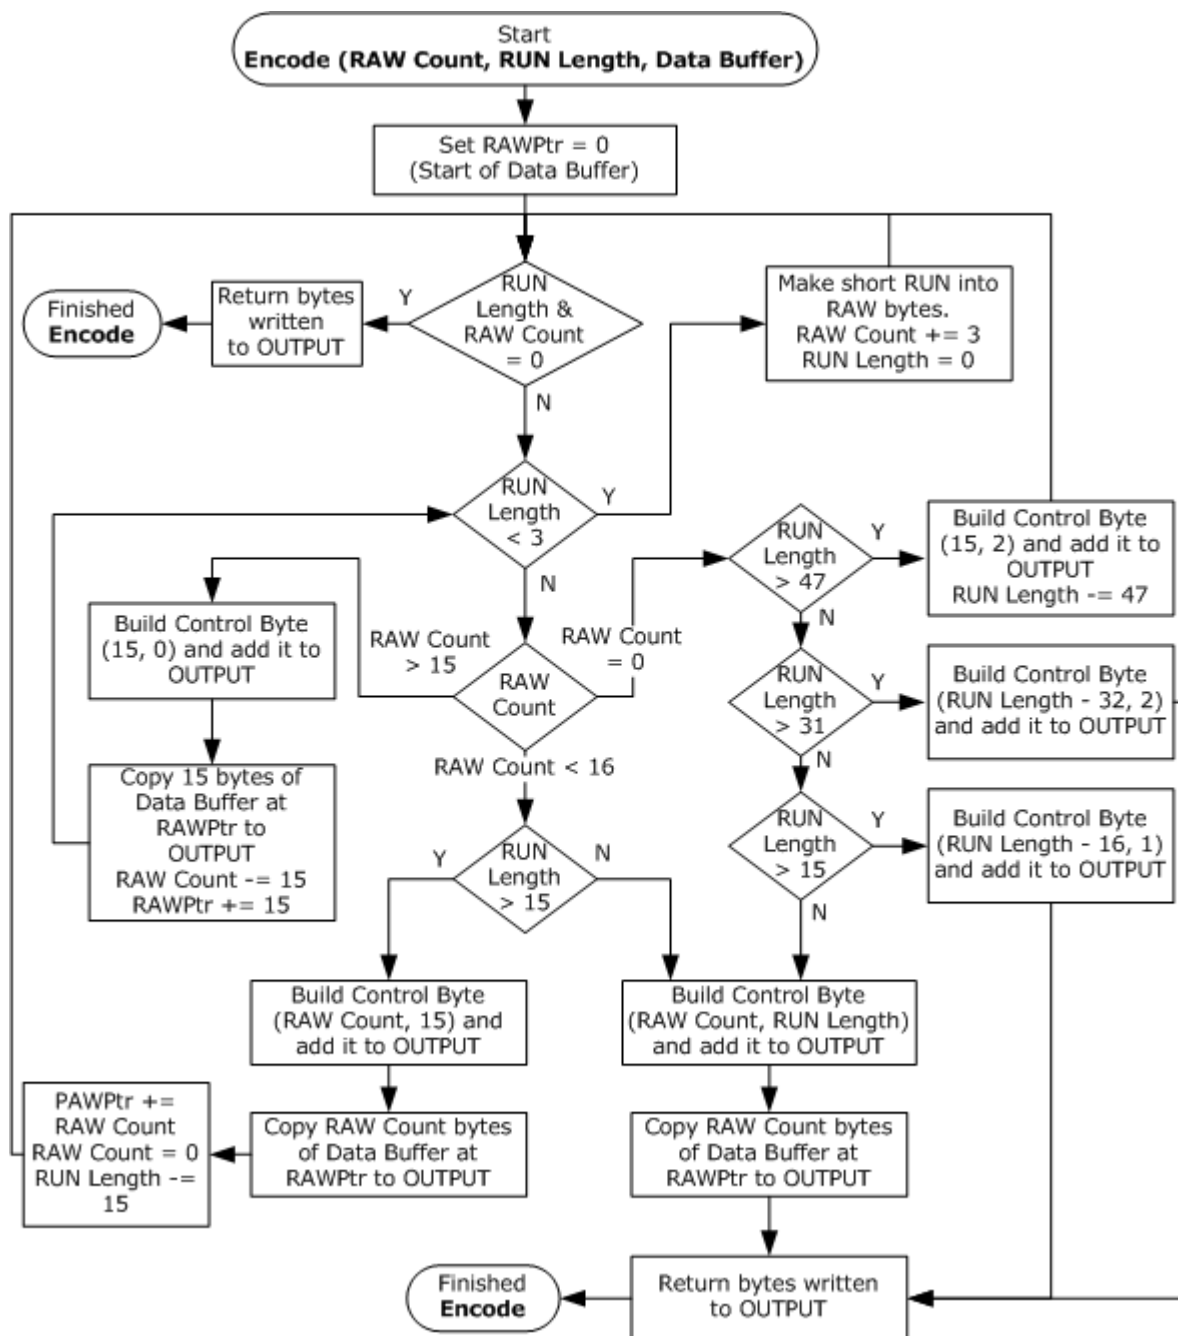 Start
Encode (RAW Count, RUN Length, Data Buffer)
Set RAWPtr = 0
(Start of Data Buffer)
RUN
Length &
RAW Count
= 0
Y
N
Return bytes
written
to OUTPUT
Finished
Encode
Make short RUN into
RAW bytes.
RAW Count += 3
RUN Length = 0
RUN
Length
< 3
Y
N
RUN
Length
> 47
Y
N
Build Control Byte
(15, 2) and add it to
OUTPUT
RUN Length -= 47
Build Control Byte
(15, 0) and add it to
OUTPUT
RAW Count
> 15
RAW Count
= 0
RAW
Count
RAW Count < 16
RUN
Length
> 31
Y
N
Build Control Byte
(RUN Length - 32, 2)
and add it to OUTPUT
Copy 15 bytes of
Data Buffer at
RAWPtr to
OUTPUT
RAW Count -= 15
RAWPtr += 15
Y
RUN
Length
> 15
N
RUN
Length
> 15
Y
N
Build Control Byte
(RUN Length - 16, 1)
and add it to OUTPUT
Build Control Byte
(RAW Count, 15) and
add it to OUTPUT
Build Control Byte
(RAW Count, RUN Length)
and add it to OUTPUT
PAWPtr +=
RAW Count
RAW Count = 0
RUN Length -=
15
Copy RAW Count bytes
of Data Buffer at
RAWPtr to OUTPUT
Copy RAW Count bytes
of Data Buffer at
RAWPtr to OUTPUT
Finished
Encode
Return bytes written
to OUTPUT